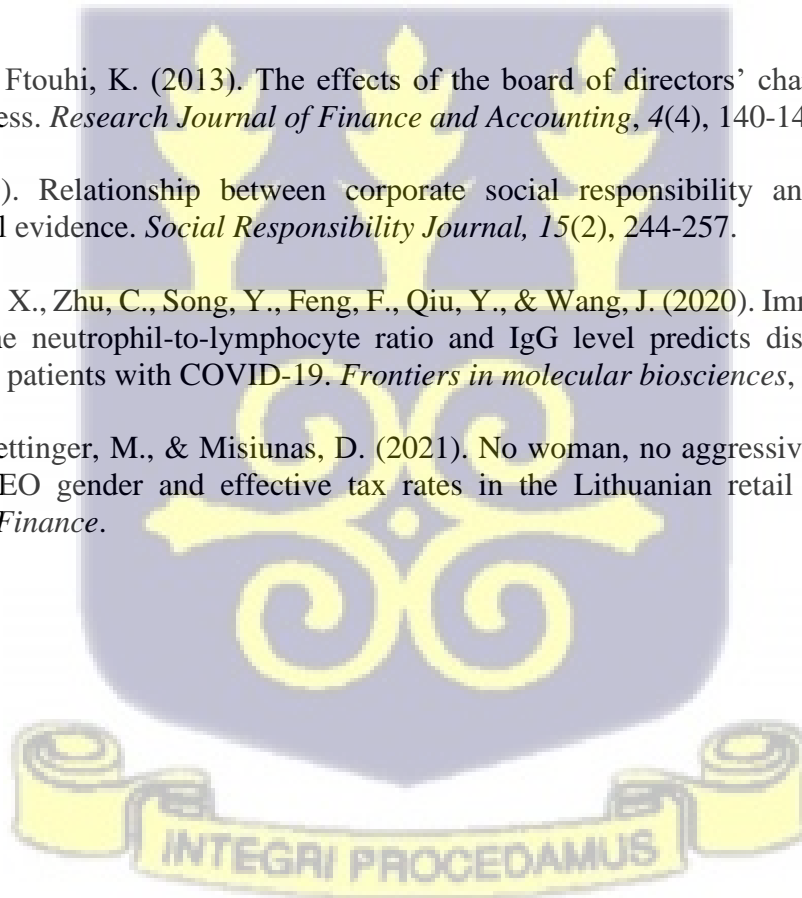 Ftouhi, K. (2013). The effects of the board of directors’ cha
ess. Research Journal of Finance and Accounting, 4(4), 140-14
). Relationship between corporate social responsibility an
l evidence. Social Responsibility Journal, 15(2), 244-257.
X., Zhu, C., Song, Y., Feng, F., Qiu, Y., & Wang, J. (2020). Imm
ne neutrophil-to-lymphocyte ratio and IgG level predicts dis
patients with COVID-19. Frontiers in molecular biosciences,
ettinger, M., & Misiunas, D. (2021). No woman, no aggressiv
EO gender and effective tax rates in the Lithuanian retail
Finance.
INTEGRI PROCEDAMUS